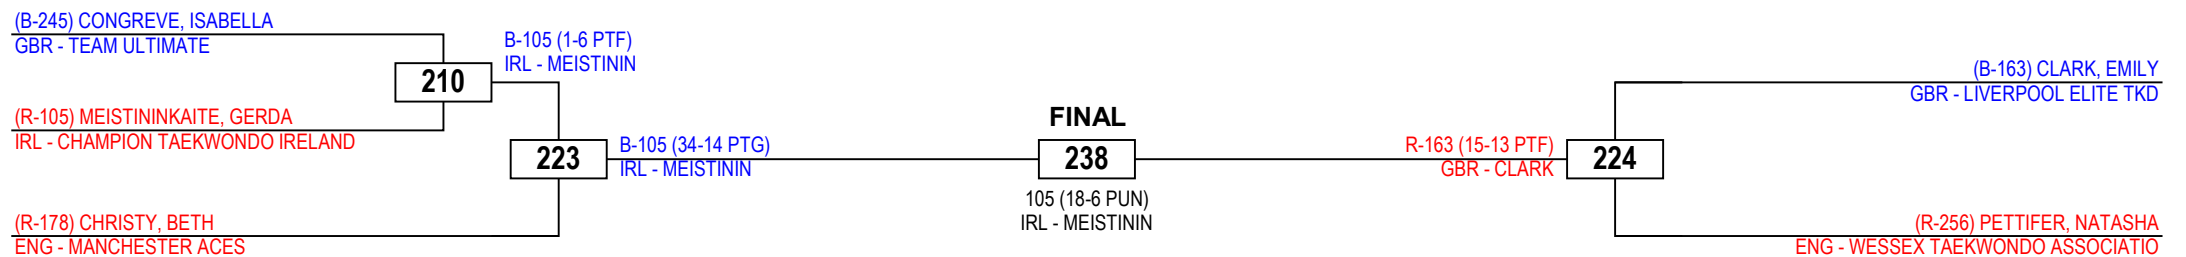 (B-245) CONGREVE, ISABELLA
GBR - TEAM ULTIMATE
B-105 (1-6 PTF)
IRL - MEISTININ
210
(R-105) MEISTININKAITE, GERDA
IRL - CHAMPION TAEKWONDO IRELAND
B-105 (34-14 PTG)
IRL - MEISTININ
223
(R-178) CHRISTY, BETH
ENG - MANCHESTER ACES
FINAL
238
105 (18-6 PUN)
IRL - MEISTININ
(B-163) CLARK, EMILY
GBR - LIVERPOOL ELITE TKD
R-163 (15-13 PTF)
GBR - CLARK
224
(R-256) PETTIFER, NATASHA
ENG - WESSEX TAEKWONDO ASSOCIATIO